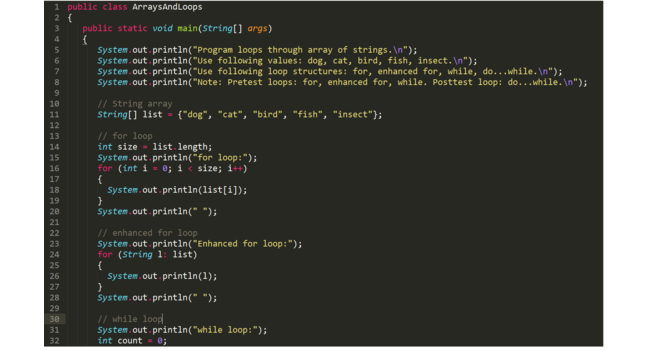 1 public class ArraysAndLoops
2 {
3 public static void main(String[] args)
4 {
5 System.out.println("Program loops through array of strings.\n");
6 System.out.println("Use following values: dog, cat, bird, fish, insect.\n");
7 System.out.println("Use following loop structures: for, enhanced for, while, do...while.\n");
8 System.out.println("Note: Pretest loops: for, enhanced for, while. Posttest loop: do...while.\n");
9
10 // String array
11 String[] list = {"dog", "cat", "bird", "fish", "insect"};
12
13 // for loop
14 int size = list.length;
15 System.out.println("for loop:");
16 for (int i = 0; i < size; i++)
17 {
18 System.out.println(list[i]);
19 }
20 System.out.println(" ");
21
22 // enhanced for loop
23 System.out.println("Enhanced for loop:");
24 for (String l: list)
25 {
26 System.out.println(l);
27 }
28 System.out.println(" ");
29
30 // while loop
31 System.out.println("while loop:");
32 int count = 0;